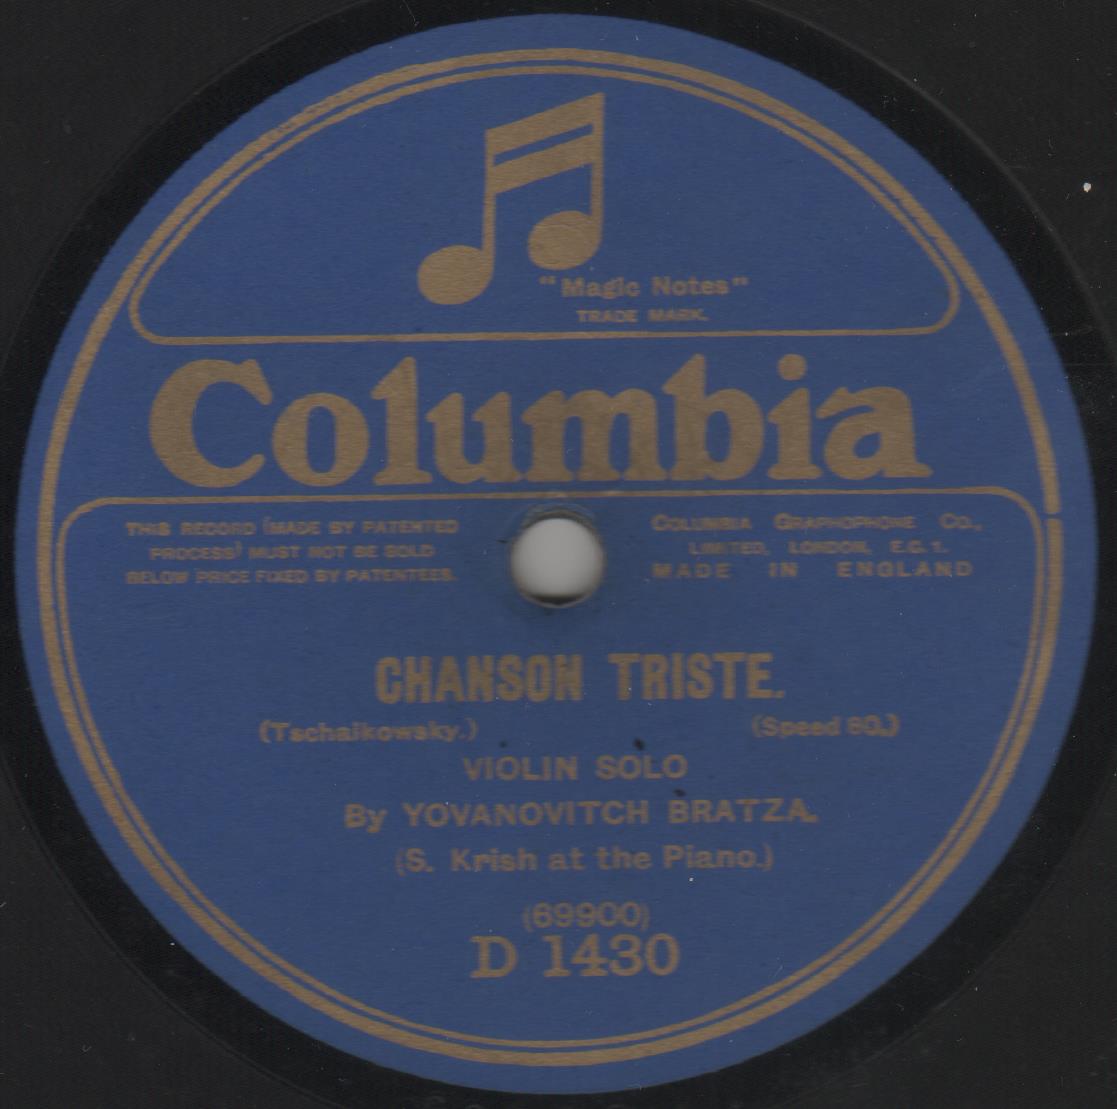 "Magic Notes"
TRADE MARK.
Columbia
THIS RECORD (MADE BY PATENTED
PROCESS) MUST NOT BE SOLD
BELOW PRICE FIXED BY PATENTEES.
COLUMBIA GRAPHOPHONE CO.,
LIMITED, LONDON, E.C.1.
MADE IN ENGLAND
CHANSON TRISTE.
(Tschaikowsky.) (Speed 80.)
VIOLIN SOLO
By YOVANOVITCH BRATZA.
(S. Krish at the Piano.)
(69900)
D 1430